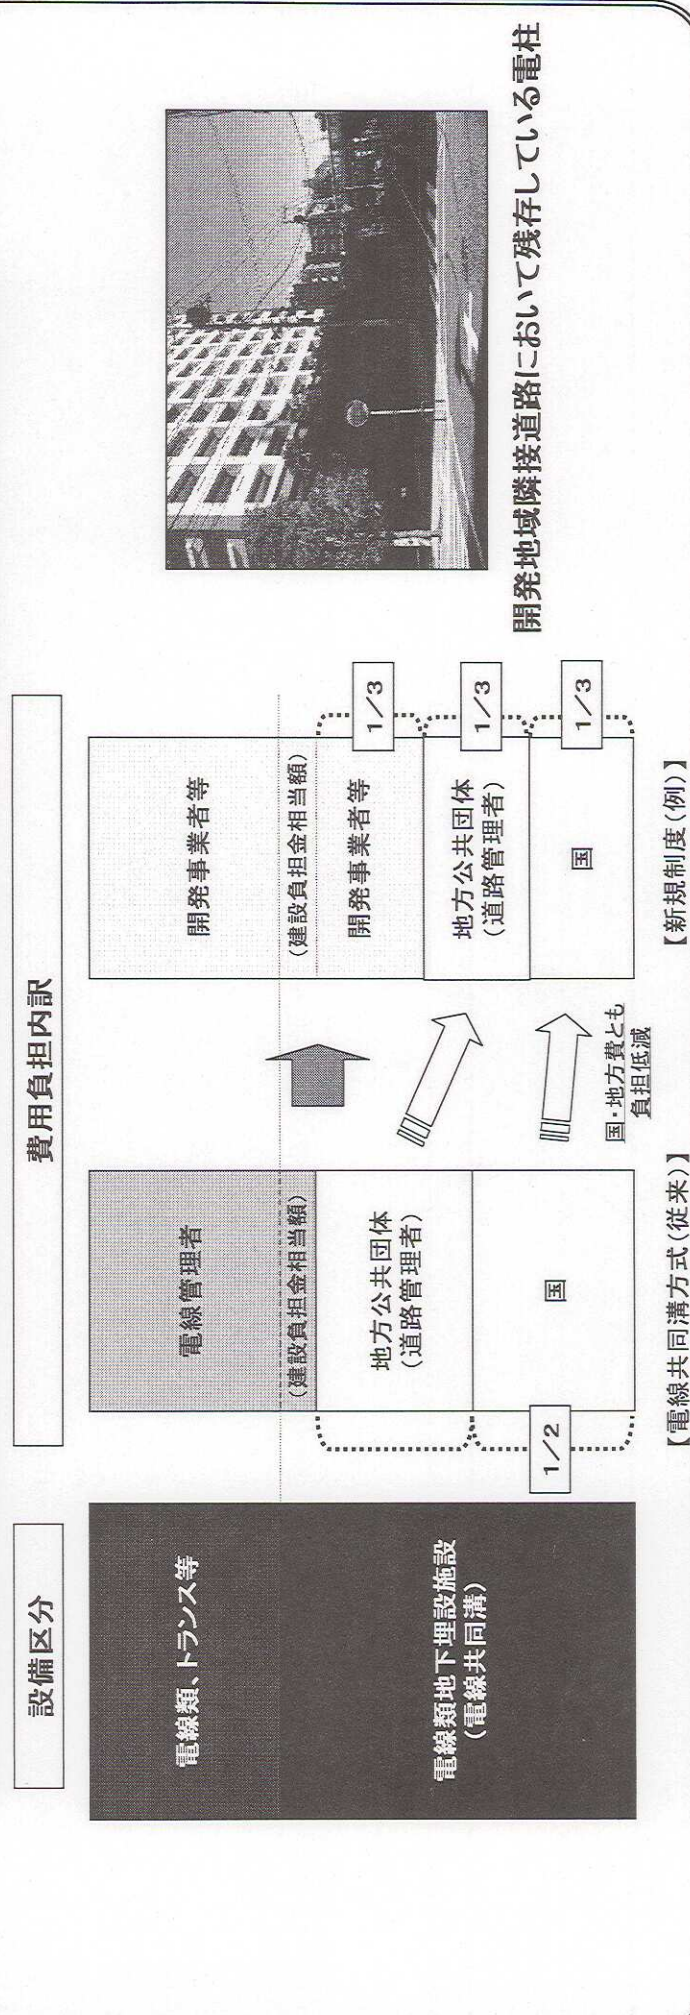 設備区分
費用負担内訳
電線類、トランス等
電線類地下埋設施設
(電線共同溝)
電線管理者
(建設負担金相当額)
地方公共団体
(道路管理者)
国
1/2
【電線共同溝方式(従来)】
国・地方費とも
負担低減
開発事業者等
(建設負担金相当額)
開発事業者等
地方公共団体
(道路管理者)
国
1/3
1/3
1/3
【新規制度(例)】
開発地域隣接道路において残存している電柱